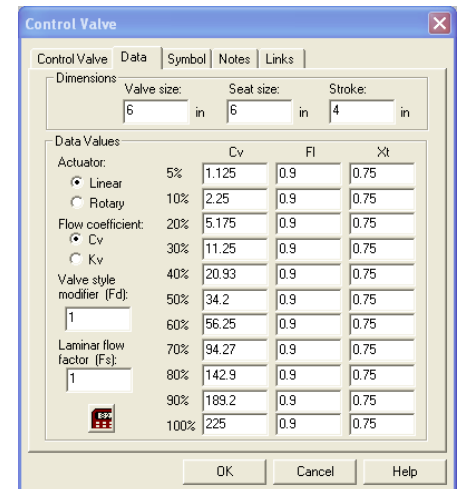 Control Valve
Control Valve Data Symbol Notes Links
Dimensions
Valve size: Seat size: Stroke:
6 in 6 in 4 in
Data Values
Cv Fl Xt
Actuator:
Linear
Rotary
Flow coefficient:
Cv
Kv
Valve style
modifier (Fd):
1
Laminar flow
factor (Fs):
1
5% 1.125 0.9 0.75
10% 2.25 0.9 0.75
20% 5.175 0.9 0.75
30% 11.25 0.9 0.75
40% 20.93 0.9 0.75
50% 34.2 0.9 0.75
60% 56.25 0.9 0.75
70% 94.27 0.9 0.75
80% 142.9 0.9 0.75
90% 189.2 0.9 0.75
100% 225 0.9 0.75
OK Cancel Help